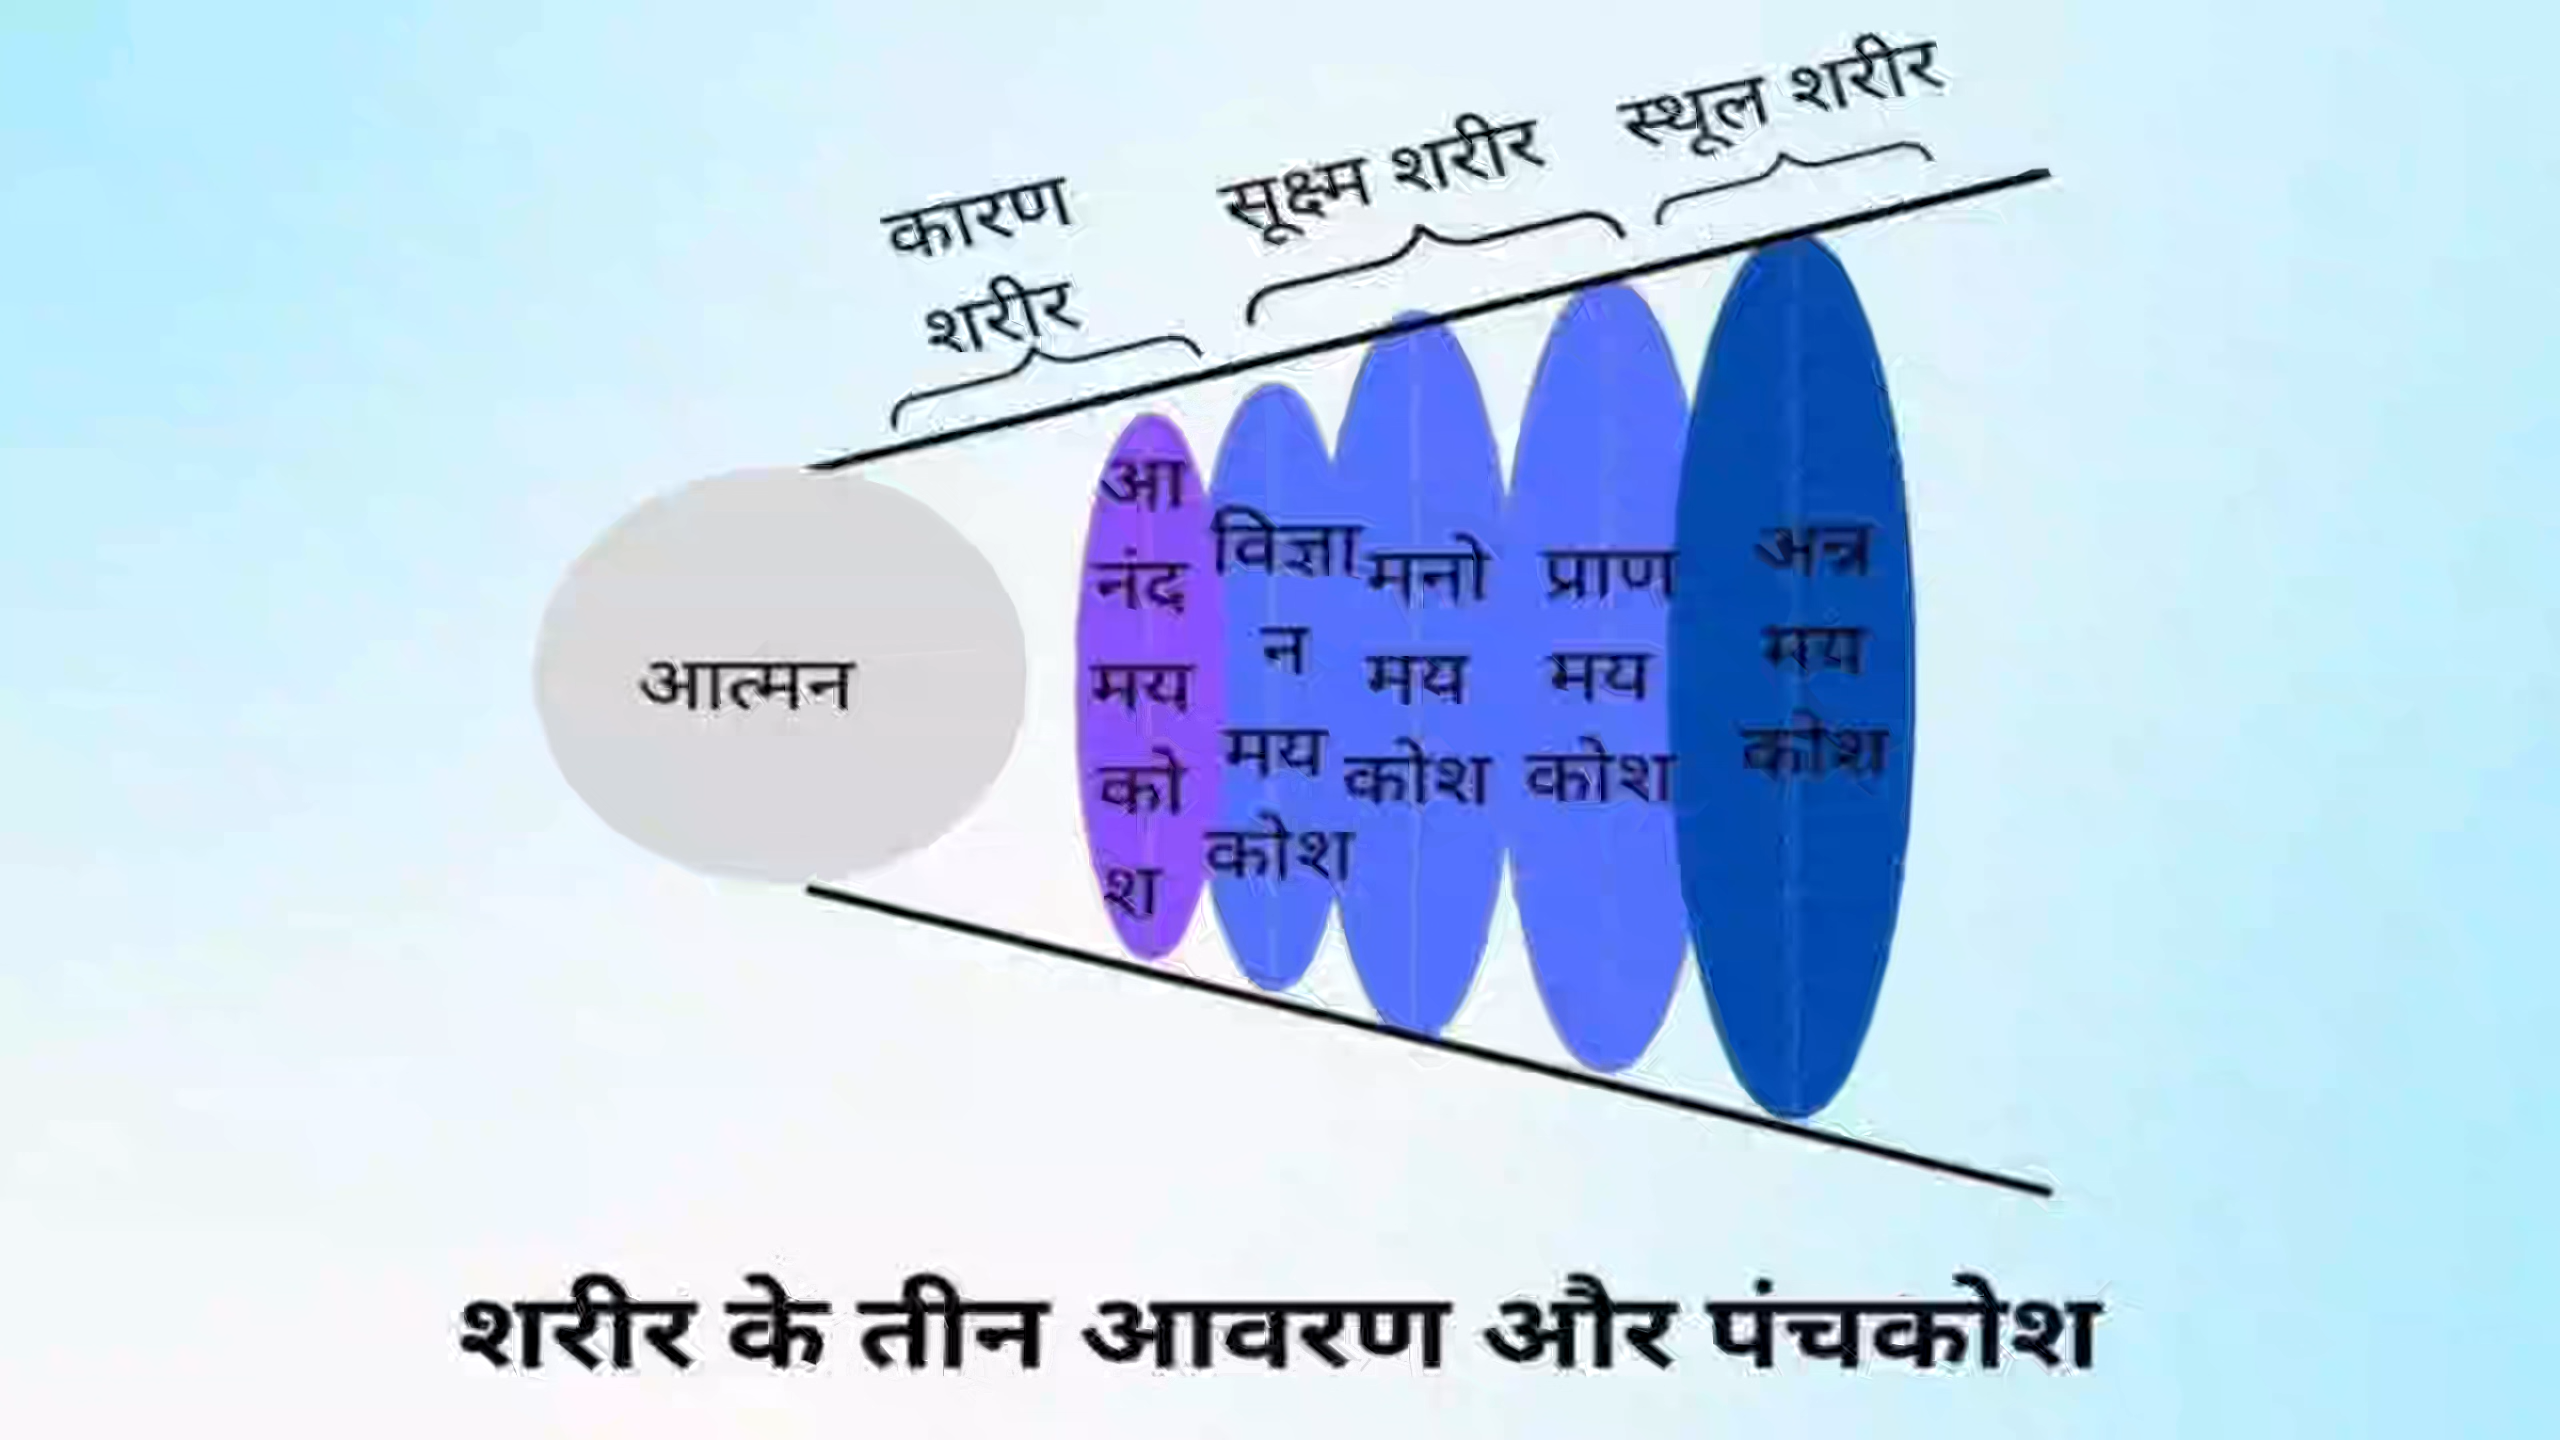 कारण
शरीर
सूक्ष्म शरीर
स्थूल शरीर
आत्मन
आ
नंद
मय
को
श
विज्ञा
न
मय
कोश
मनो
मय
कोश
प्राण
मय
कोश
अन्न
मय
कोश
शरीर के तीन आवरण और पंचकोश